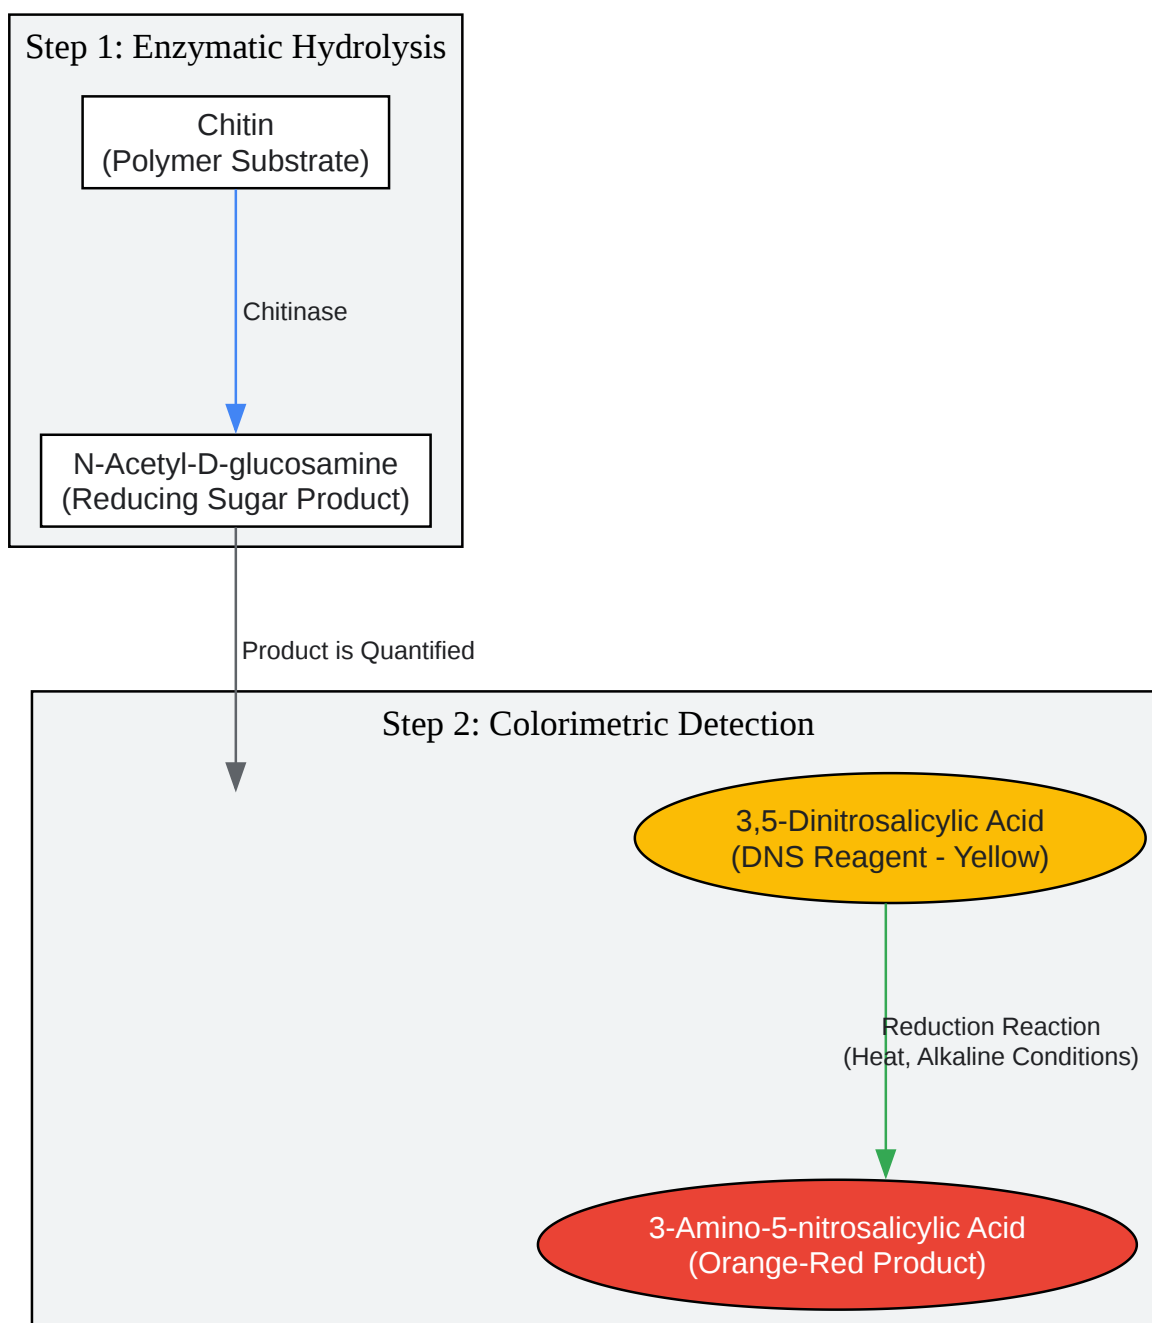 Step 1: Enzymatic Hydrolysis
Chitin
(Polymer Substrate)
Chitinase
N-Acetyl-D-glucosamine
(Reducing Sugar Product)
Product is Quantified
Step 2: Colorimetric Detection
3,5-Dinitrosalicylic Acid
(DNS Reagent - Yellow)
Reduction Reaction
(Heat, Alkaline Conditions)
3-Amino-5-nitrosalicylic Acid
(Orange-Red Product)